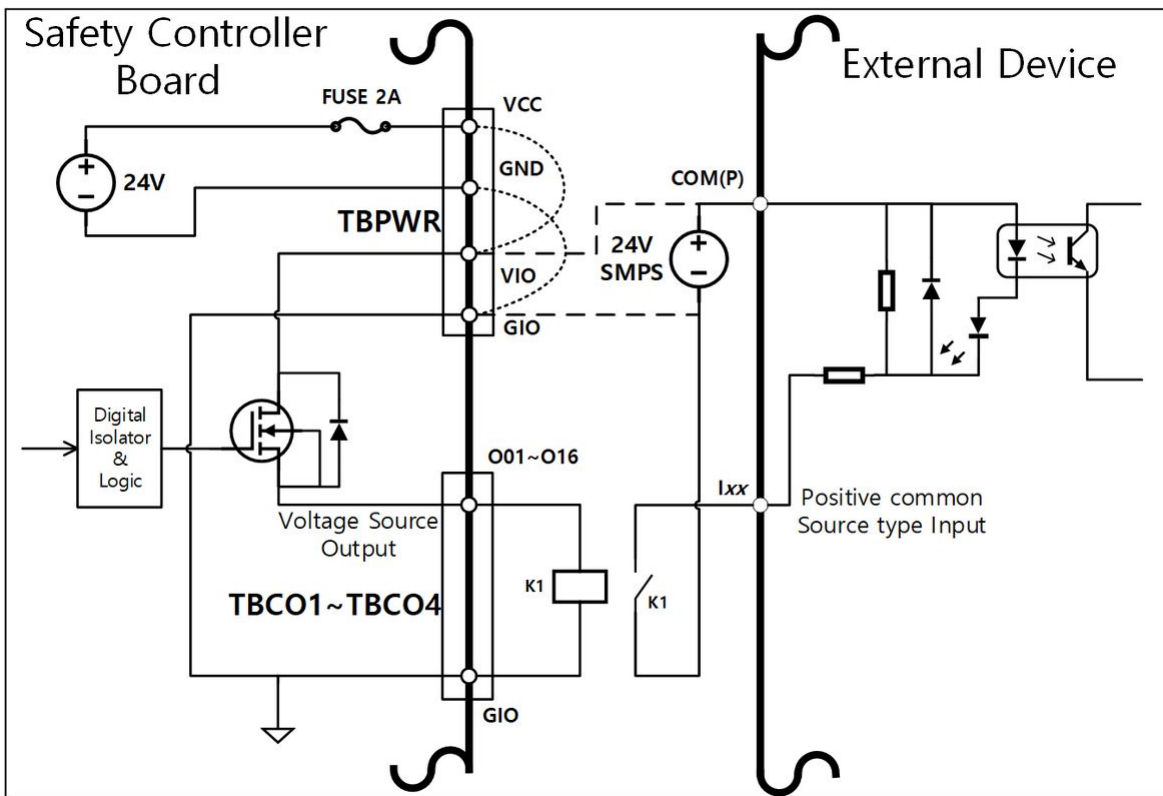 Safety Controller
Board
External Device
FUSE 2A
VCC
+
24V
−
GND
TBPWR
VIO
GIO
COM(P)
+
24V
SMPS
−
Digital
Isolator
&
Logic
O01~O16
Voltage Source
Output
TBCO1~TBCO4
K1
K1
GIO
Ixx
Positive common
Source type Input